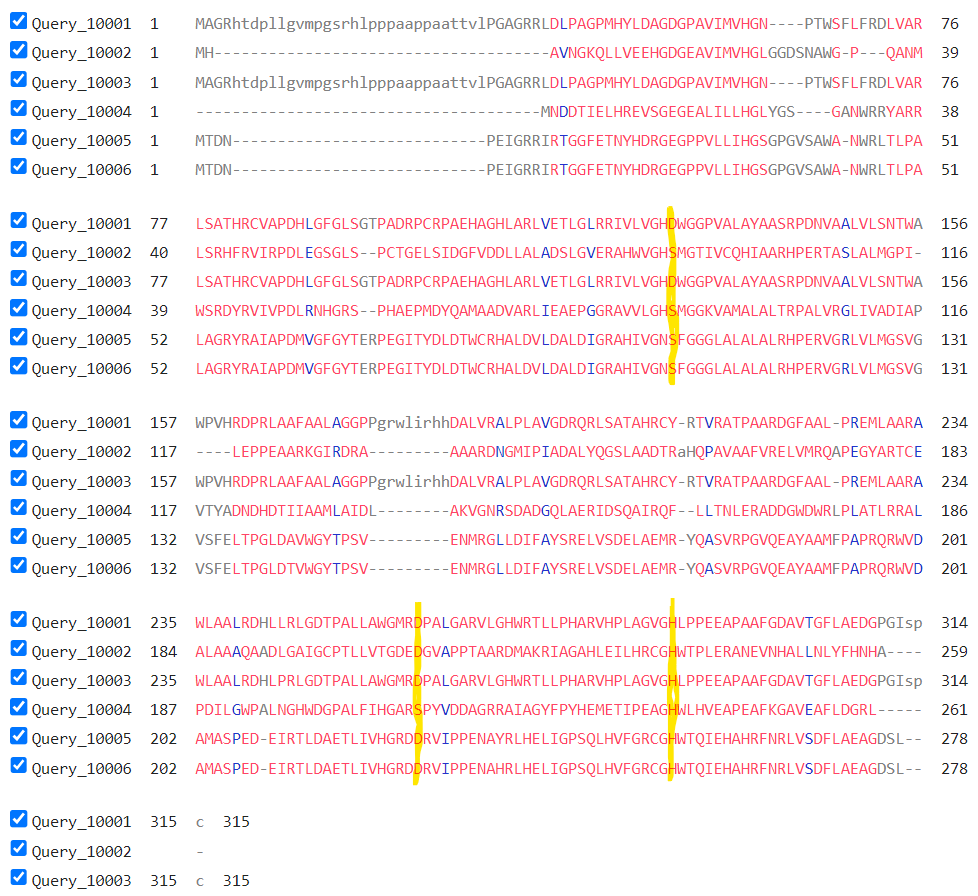 Query_10001 1 MAGRhtdpllgvmpgsrhlpppaappaattvlPGAGRRLDLPAGPMHYLDAGDGPAVIMVHGN----PTWSFLFRDLVAR 76
Query_10002 1 MH-------------------------------------AVNGKQLLVEEHGDGEAVIMVHGLGGDSNAWG-P---QANM 39
Query_10003 1 MAGRhtdpllgvmpgsrhlpppaappaattvlPGAGRRLDLPAGPMHYLDAGDGPAVIMVHGN----PTWSFLFRDLVAR 76
Query_10004 1 --------------------------------------MNDDTIELHREVSGEGEALILLHGLYGS----GANWRRYARR 38
Query_10005 1 MTDN----------------------------PEIGRRIRTGGFETNYHDRGEGPPVLLIHGSGPGVSAWA-NWRLTLPA 51
Query_10006 1 MTDN----------------------------PEIGRRIRTGGFETNYHDRGEGPPVLLIHGSGPGVSAWA-NWRLTLPA 51
Query_10001 77 LSATHRCVAPDHLGFGLSGTPADRPCRPAEHAGHLARLVETLGLRRIVLVGHDWGGPVALAYAASRPDNVAALVLSNTWA 156
Query_10002 40 LSRHFRVIRPDLEGSGLS--PCTGELSIDGFVDDLLALADSLGVERAHWVGHSMGTIVCQHIAARHPERTASLALMGPI- 116
Query_10003 77 LSATHRCVAPDHLGFGLSGTPADRPCRPAEHAGHLARLVETLGLRRIVLVGHDWGGPVALAYAASRPDNVAALVLSNTWA 156
Query_10004 39 WSRDYRVIVPDLRNHGRS--PHAEPMDYQAMAADVARLIEAEPGGRAVVLGHSMGGKVAMALALTRPALVRGLIVADIAP 116
Query_10005 52 LAGRYRAIAPDMVGFGYTERPEGITYDLDTWCRHALDVLDALDIGRAHIVGNSFGGGLALALALRHPERVGRLVLMGSVG 131
Query_10006 52 LAGRYRAIAPDMVGFGYTERPEGITYDLDTWCRHALDVLDALDIGRAHIVGNSFGGGLALALALRHPERVGRLVLMGSVG 131
Query_10001 157 WPVHRDPRLAAFAALAGGPPgrwlirhhDALVRALPLAVGDRQRLSATAHRCY-RTVRATPAARDGFAAL-PREMLAARA 234
Query_10002 117 ----LEPPEAARKGIRDRA---------AAARDNGMIPIADALYQGSLAADTRaHQPAVAAFVRELVMRQAPEGYARTCE 183
Query_10003 157 WPVHRDPRLAAFAALAGGPPgrwlirhhDALVRALPLAVGDRQRLSATAHRCY-RTVRATPAARDGFAAL-PREMLAARA 234
Query_10004 117 VTYADNDHDTIIAAMLAIDL---------AKVGNRSDADGQLAERIDSQAIRQF--LLTNLERADDGWDWRLPLATLRRAL 186
Query_10005 132 VSFELTPGLDAVWGYTPSV---------ENMRGLLDIFAYSRELVSDELAEMR-YQASVRPGVQEAYAAMFPAPRQRWVD 201
Query_10006 132 VSFELTPGLDTVWGYTPSV---------ENMRGLLDIFAYSRELVSDELAEMR-YQASVRPGVQEAYAAMFPAPRQRWVD 201
Query_10001 235 WLAALRDHLLRLGDTPALLAWGMRDPALGARVLGHWRTLLPHARVHPLAGVGHLPPEEAPAAFGDAVTGFLAEDGPGIsp 314
Query_10002 184 ALAAAQAADLGAIGCPTLLVTGDEDGVAPPTAARDMAKRIAGAHLEILHRCGHWTPLERANEVNHALLNLYFHNHA---- 259
Query_10003 235 WLAALRDHLPRLGDTPALLAWGMRDPALGARVLGHWRTLLPHARVHPLAGVGHLPPEEAPAAFGDAVTGFLAEDGPGIsp 314
Query_10004 187 PDILGWPALNGHWDGPALFIHGARSPYVDDAGRRAIAGYFPYHEMETIPEAGHWLHVEAPEAFKGAVEAFLDGRL----- 261
Query_10005 202 AMASPED-EIRTLDAETLIVHGRDDRVIPPENAYRLHELIGPSQLHVFGRCGHWTQIEHAHRFNRLVSDFLAEAGDSL-- 278
Query_10006 202 AMASPED-EIRTLDAETLIVHGRDDRVIPPENAHRLHELIGPSQLHVFGRCGHWTQIEHAHRFNRLVSDFLAEAGDSL-- 278
Query_10001 315 c 315
Query_10002 -
Query_10003 315 c 315